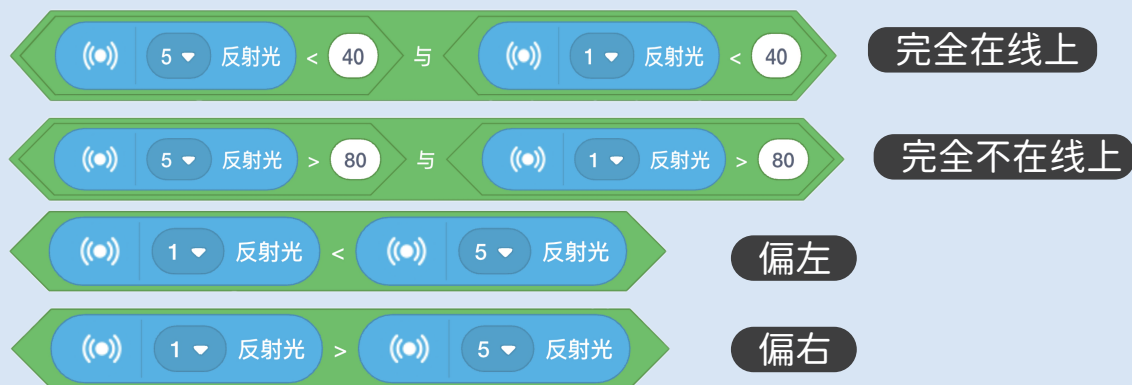 5 反射光 < 40 与 1 反射光 < 40 完全在线上
5 反射光 > 80 与 1 反射光 > 80 完全不在线上
1 反射光 < 5 反射光 偏左
1 反射光 > 5 反射光 偏右